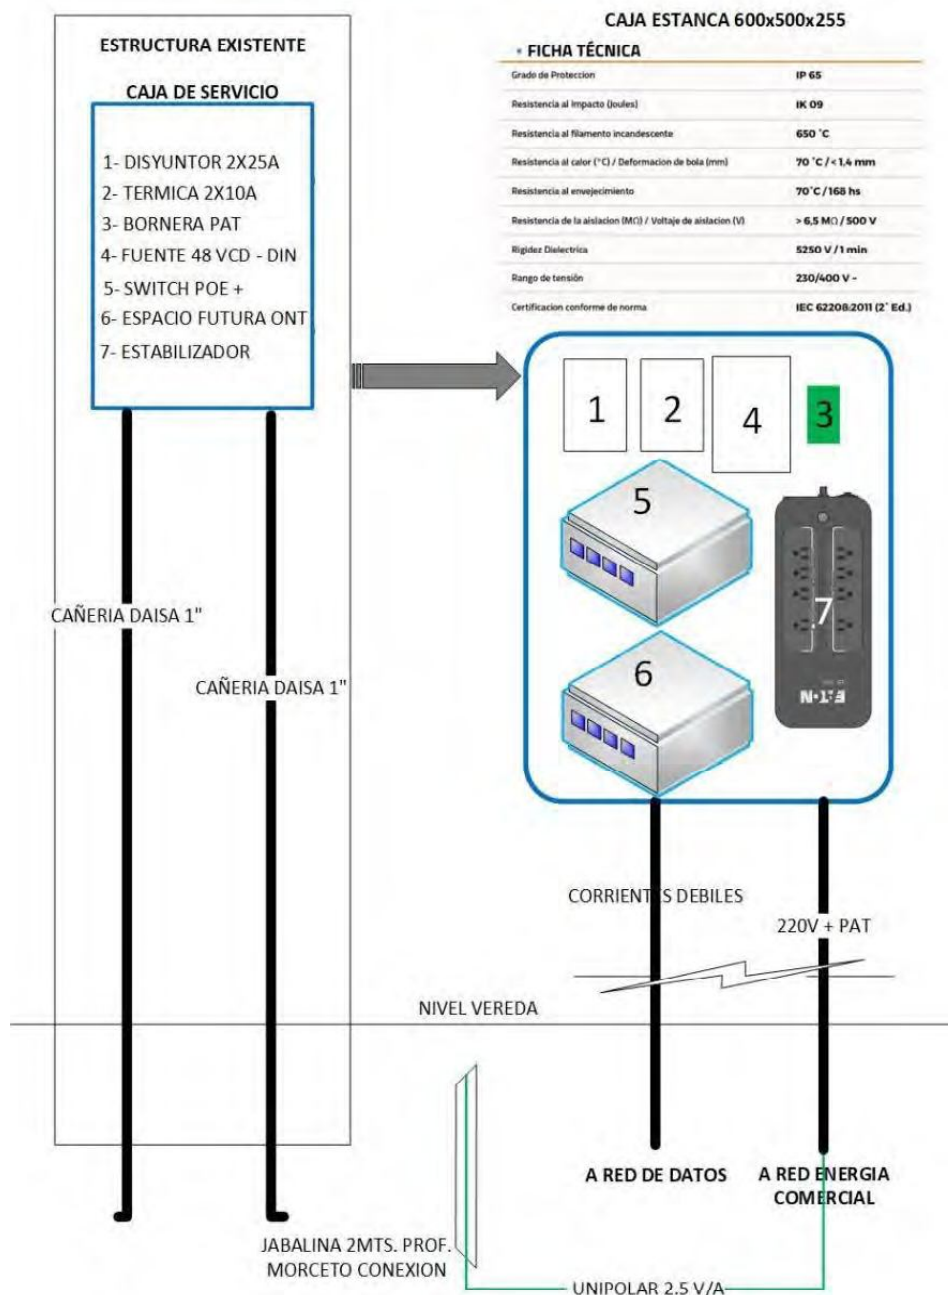 ESTRUCTURA EXISTENTE
CAJA DE SERVICIO
1- DISYUNTOR 2X25A
2- TERMICA 2X10A
3- BORNERA PAT
4- FUENTE 48 VCD - DIN
5- SWITCH POE +
6- ESPACIO FUTURA ONT
7- ESTABILIZADOR
CAÑERIA DAISA 1"
CAÑERIA DAISA 1"
CAJA ESTANCA 600x500x255
• FICHA TÉCNICA
Grado de Proteccion IP 65
Resistencia al Impacto (Joules) IK 09
Resistencia al filamento incandescente 650 °C
Resistencia al calor (°C) / Deformacion de bola (mm) 70 °C / < 1,4 mm
Resistencia al envejecimiento 70°C / 168 hs
Resistencia de la aislacion (MΩ) / Voltaje de aislacion (V) > 6,5 MΩ / 500 V
Rigidez Dielectrica 5250 V / 1 min
Rango de tensión 230/400 V ~
Certificacion conforme de norma IEC 62208:2011 (2° Ed.)
1
2
4
3
5
6
7
EATON
CORRIENTES DEBILES
220V + PAT
NIVEL VEREDA
A RED DE DATOS
A RED ENERGIA
COMERCIAL
JABALINA 2MTS. PROF.
MORCETO CONEXION
UNIPOLAR 2.5 V/A